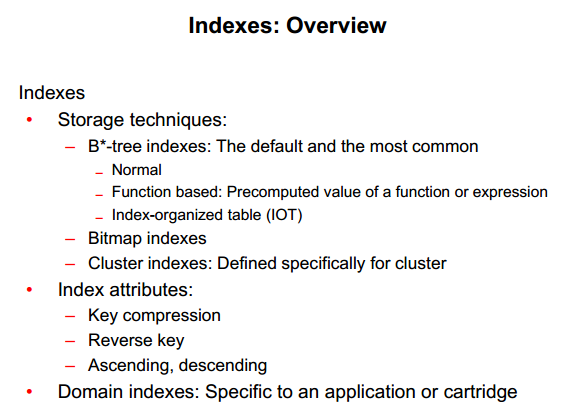 Indexes: Overview
Indexes
• Storage techniques:
– B*-tree indexes: The default and the most common
– Normal
– Function based: Precomputed value of a function or expression
– Index-organized table (IOT)
– Bitmap indexes
– Cluster indexes: Defined specifically for cluster
• Index attributes:
– Key compression
– Reverse key
– Ascending, descending
• Domain indexes: Specific to an application or cartridge